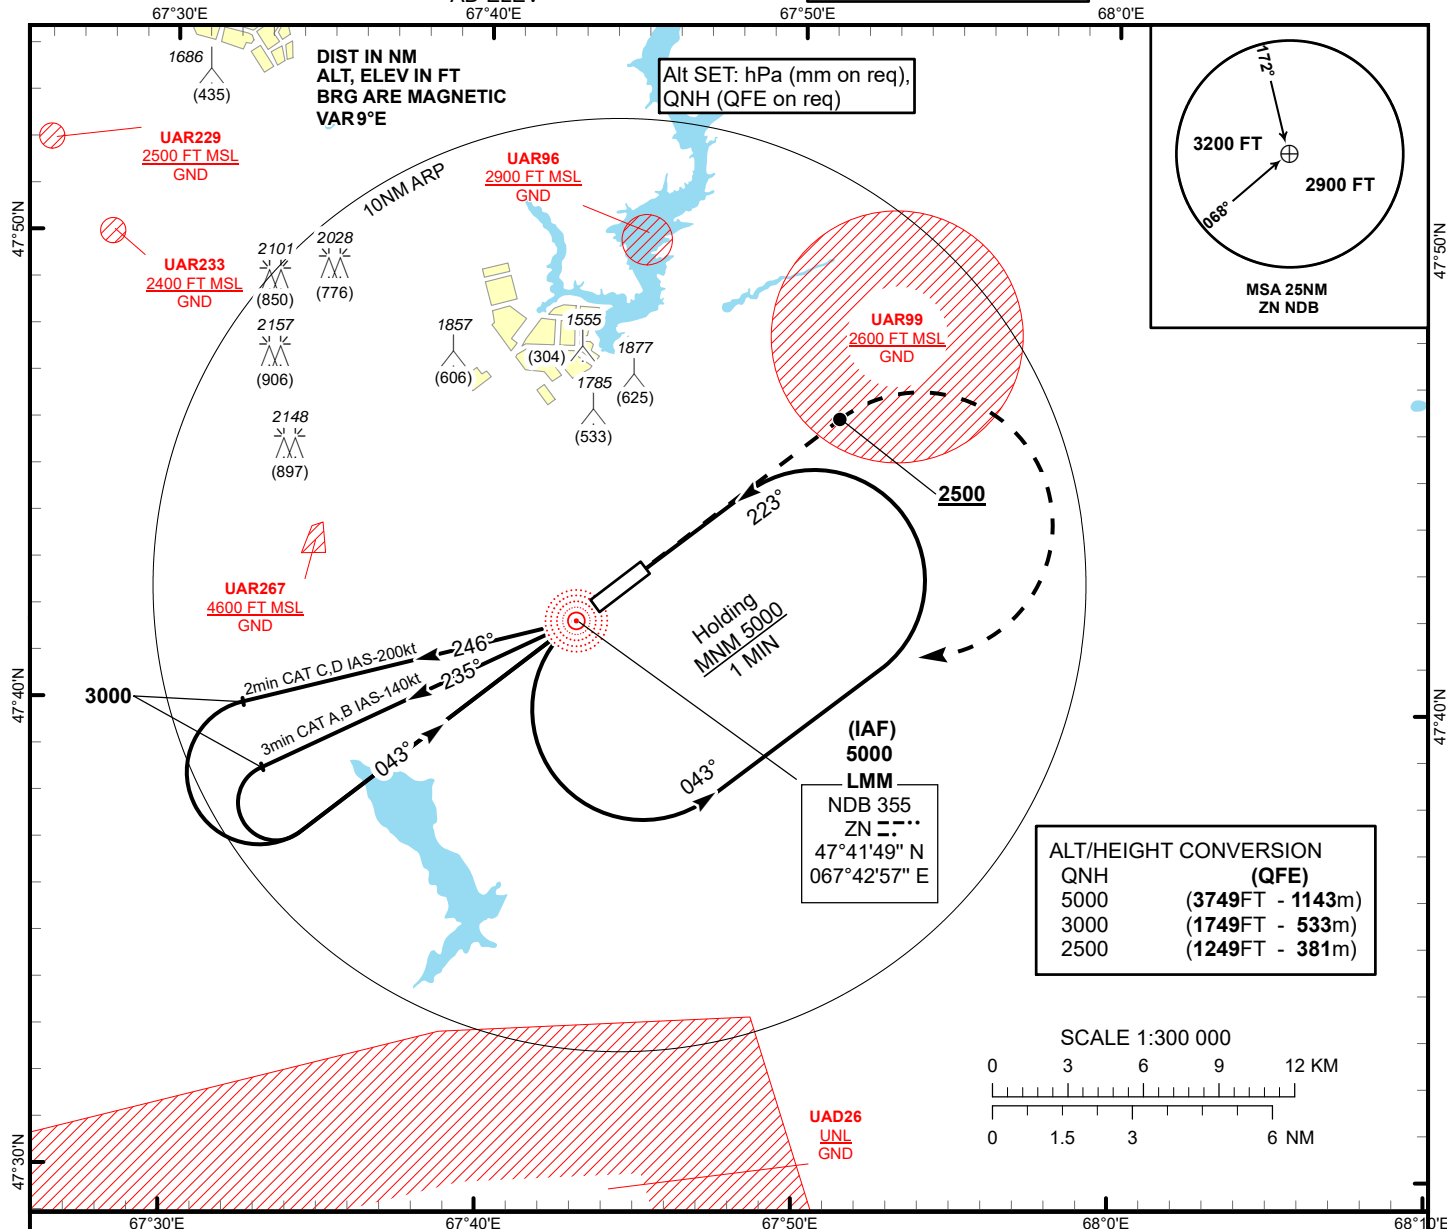 AD ELEV
67°30'E
67°40'E
67°50'E
68°0'E
1686
(435)
DIST IN NM
ALT, ELEV IN FT
BRG ARE MAGNETIC
VAR 9°E
Alt SET: hPa (mm on req),
QNH (QFE on req)
172°
3200 FT
2900 FT
068°
MSA 25NM
ZN NDB
UAR229
2500 FT MSL
GND
10NM ARP
UAR96
2900 FT MSL
GND
47°50'N
47°50'N
UAR233
2400 FT MSL
GND
2101
(850)
2028
(776)
2157
(906)
2148
(897)
1857
(606)
1555
(304)
1877
(625)
1785
(533)
UAR99
2600 FT MSL
GND
2500
223°
UAR267
4600 FT MSL
GND
Holding
MNM 5000
1 MIN
246°
2min CAT C,D IAS-200kt
235°
3min CAT A,B IAS-140kt
3000
043°
043°
47°40'N
47°40'N
(IAF)
5000
LMM
NDB 355
ZN
47°41'49'' N
067°42'57'' E
ALT/HEIGHT CONVERSION
QNH (QFE)
5000 (3749FT - 1143m)
3000 (1749FT - 533m)
2500 (1249FT - 381m)
SCALE 1:300 000
0 3 6 9 12 KM
0 1.5 3 6 NM
UAD26
UNL
GND
47°30'N
67°30'E
67°40'E
67°50'E
68°0'E
68°10'E